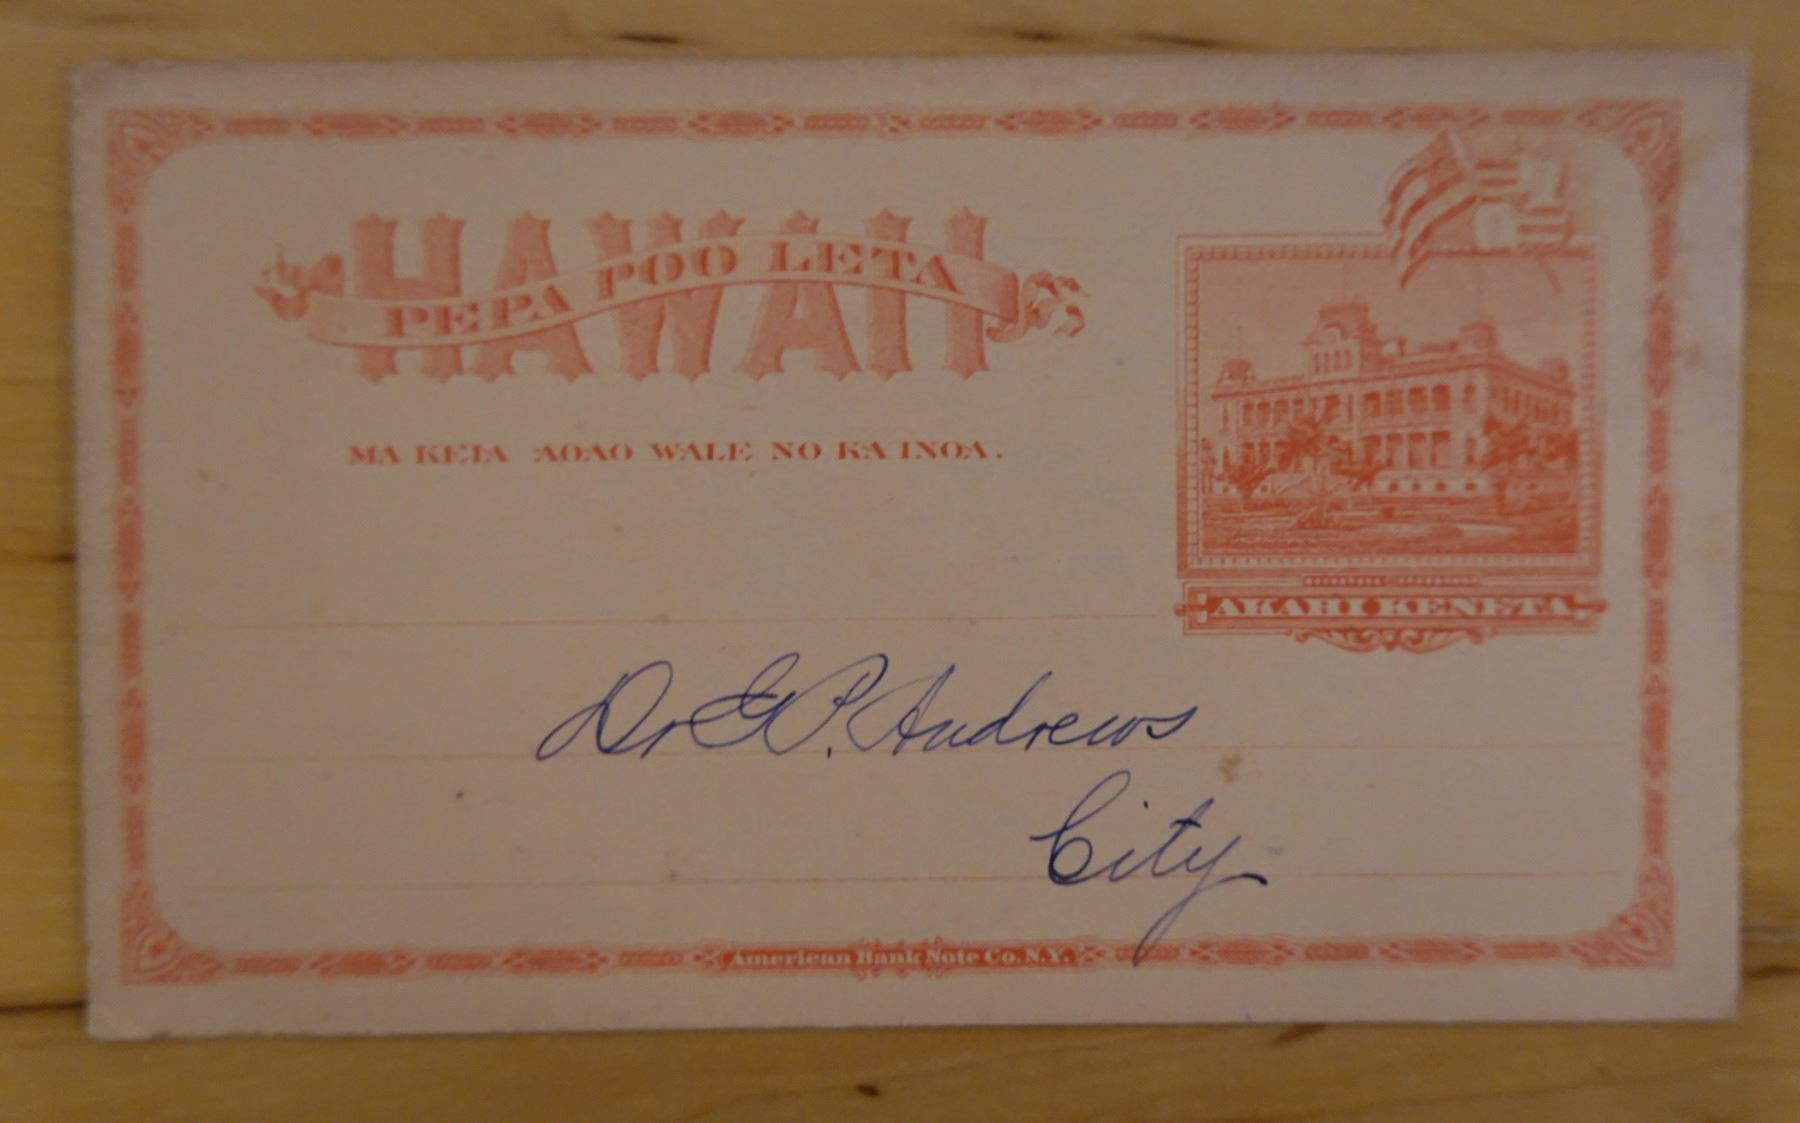 HAWAII
PEPA POO LETA
MA KEIA AOAO WALE NO KA INOA.
AKAHI KENETA
Dr G P. Andrews
City
American Bank Note Co. N.Y.